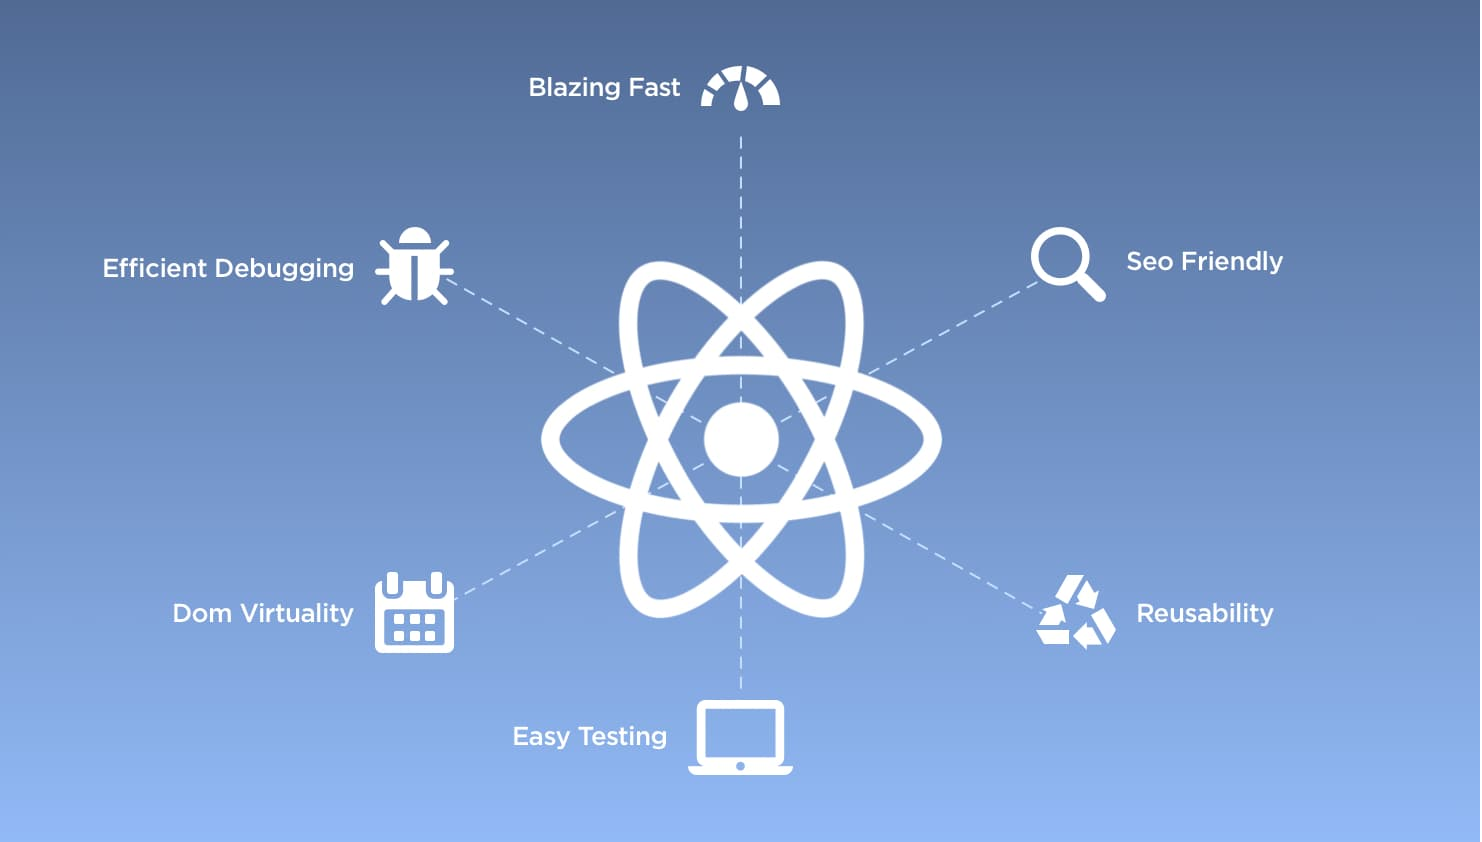 Blazing Fast
Efficient Debugging
Seo Friendly
Dom Virtuality
Reusability
Easy Testing